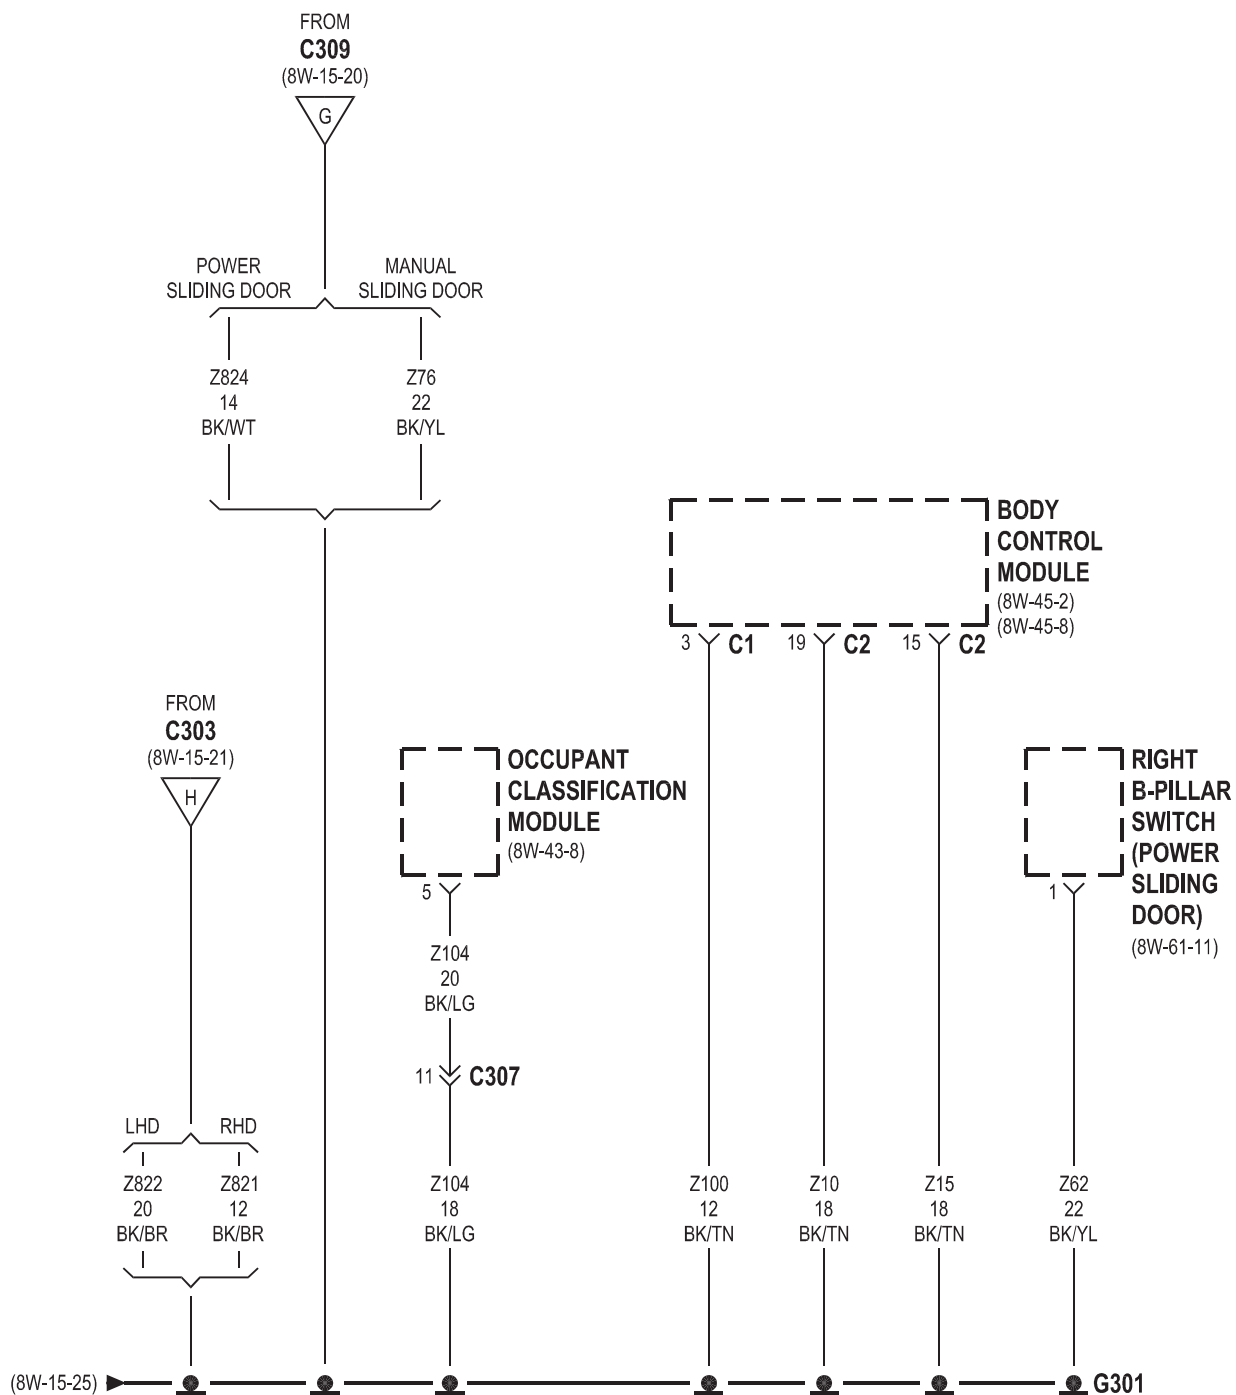 FROM
C309
(8W-15-20)
G
POWER
SLIDING DOOR
MANUAL
SLIDING DOOR
Z824
14
BK/WT
Z76
22
BK/YL
BODY
CONTROL
MODULE
(8W-45-2)
(8W-45-8)
3 C1
19 C2
15 C2
FROM
C303
(8W-15-21)
H
OCCUPANT
CLASSIFICATION
MODULE
(8W-43-8)
5
RIGHT
B-PILLAR
SWITCH
(POWER
SLIDING
DOOR)
(8W-61-11)
1
Z104
20
BK/LG
11 C307
LHD
RHD
Z822
20
BK/BR
Z821
12
BK/BR
Z104
18
BK/LG
Z100
12
BK/TN
Z10
18
BK/TN
Z15
18
BK/TN
Z62
22
BK/YL
(8W-15-25)
G301